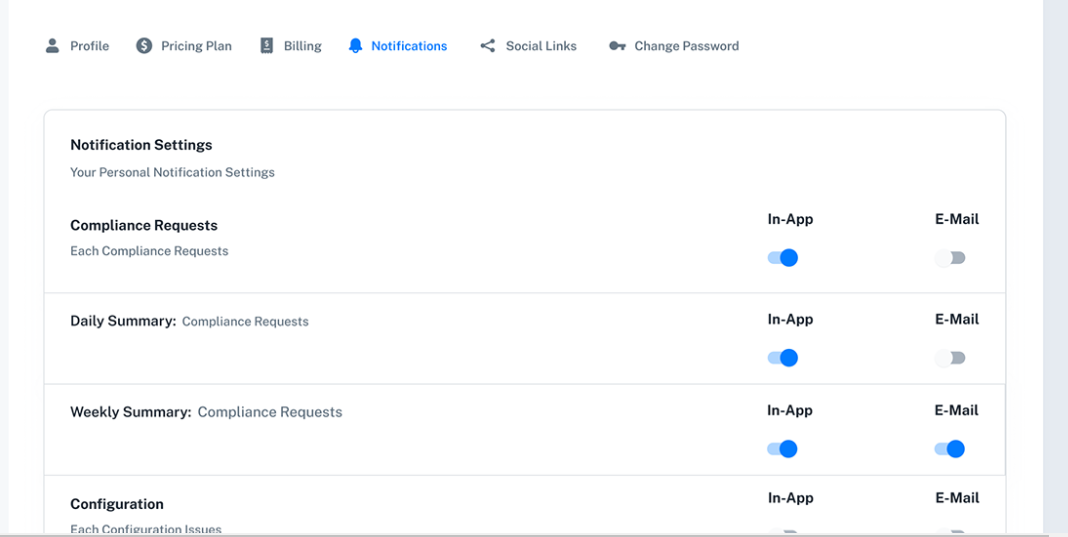 Profile Pricing Plan Billing Notifications Social Links Change Password
Notification Settings
Your Personal Notification Settings
Compliance Requests In-App E-Mail
Each Compliance Requests
Daily Summary: Compliance Requests In-App E-Mail
Weekly Summary: Compliance Requests In-App E-Mail
Configuration In-App E-Mail
Each Configuration Issues